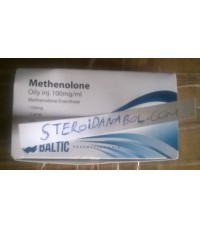 Methenolone
Oily inj. 100mg/ml
Methenolone Enanthate
STEROIDANABOL.COM
BALTIC